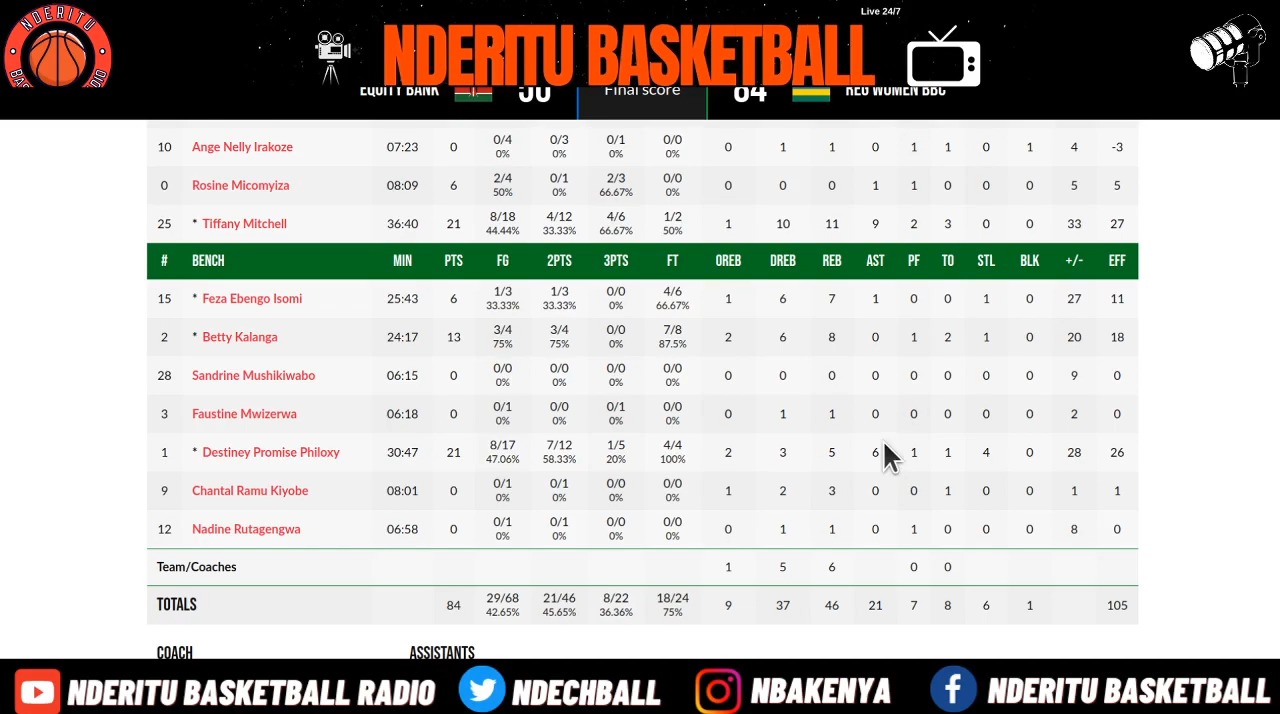 Live 24/7
NDERITU
NDERITU BASKETBALL
EQUITY BANK Final score 84 REG WOMEN BBC
10 Ange Nelly Irakoze 07:23 0 0/4 0% 0/3 0% 0/1 0% 0/0 0% 0 1 1 0 1 1 0 1 4 -3
0 Rosine Micomyiza 08:09 6 2/4 50% 0/1 0% 2/3 66.67% 0/0 0% 0 0 0 1 1 0 0 0 5 5
25 * Tiffany Mitchell 36:40 21 8/18 44.44% 4/12 33.33% 4/6 66.67% 1/2 50% 1 10 11 9 2 3 0 0 33 27
# BENCH MIN PTS FG 2PTS 3PTS FT OREB DREB REB AST PF TO STL BLK +/- EFF
15 * Feza Ebengo Isomi 25:43 6 1/3 33.33% 1/3 33.33% 0/0 0% 4/6 66.67% 1 6 7 1 0 0 1 0 27 11
2 * Betty Kalanga 24:17 13 3/4 75% 3/4 75% 0/0 0% 7/8 87.5% 2 6 8 0 1 2 1 0 20 18
28 Sandrine Mushikiwabo 06:15 0 0/0 0% 0/0 0% 0/0 0% 0/0 0% 0 0 0 0 0 0 0 0 9 0
3 Faustine Mwizerwa 06:18 0 0/1 0% 0/0 0% 0/1 0% 0/0 0% 0 1 1 0 0 0 0 0 2 0
1 * Destiney Promise Philoxy 30:47 21 8/17 47.06% 7/12 58.33% 1/5 20% 4/4 100% 2 3 5 6 1 1 4 0 28 26
9 Chantal Ramu Kiyobe 08:01 0 0/1 0% 0/1 0% 0/0 0% 0/0 0% 1 2 3 0 0 1 0 0 1 1
12 Nadine Rutagengwa 06:58 0 0/1 0% 0/1 0% 0/0 0% 0/0 0% 0 1 1 0 1 0 0 0 8 0
Team/Coaches 1 5 6 0 0
TOTALS 84 29/68 42.65% 21/46 45.65% 8/22 36.36% 18/24 75% 9 37 46 21 7 8 6 1 105
COACH ASSISTANTS
NDERITU BASKETBALL RADIO NDECHBALL NBAKENYA NDERITU BASKETBALL